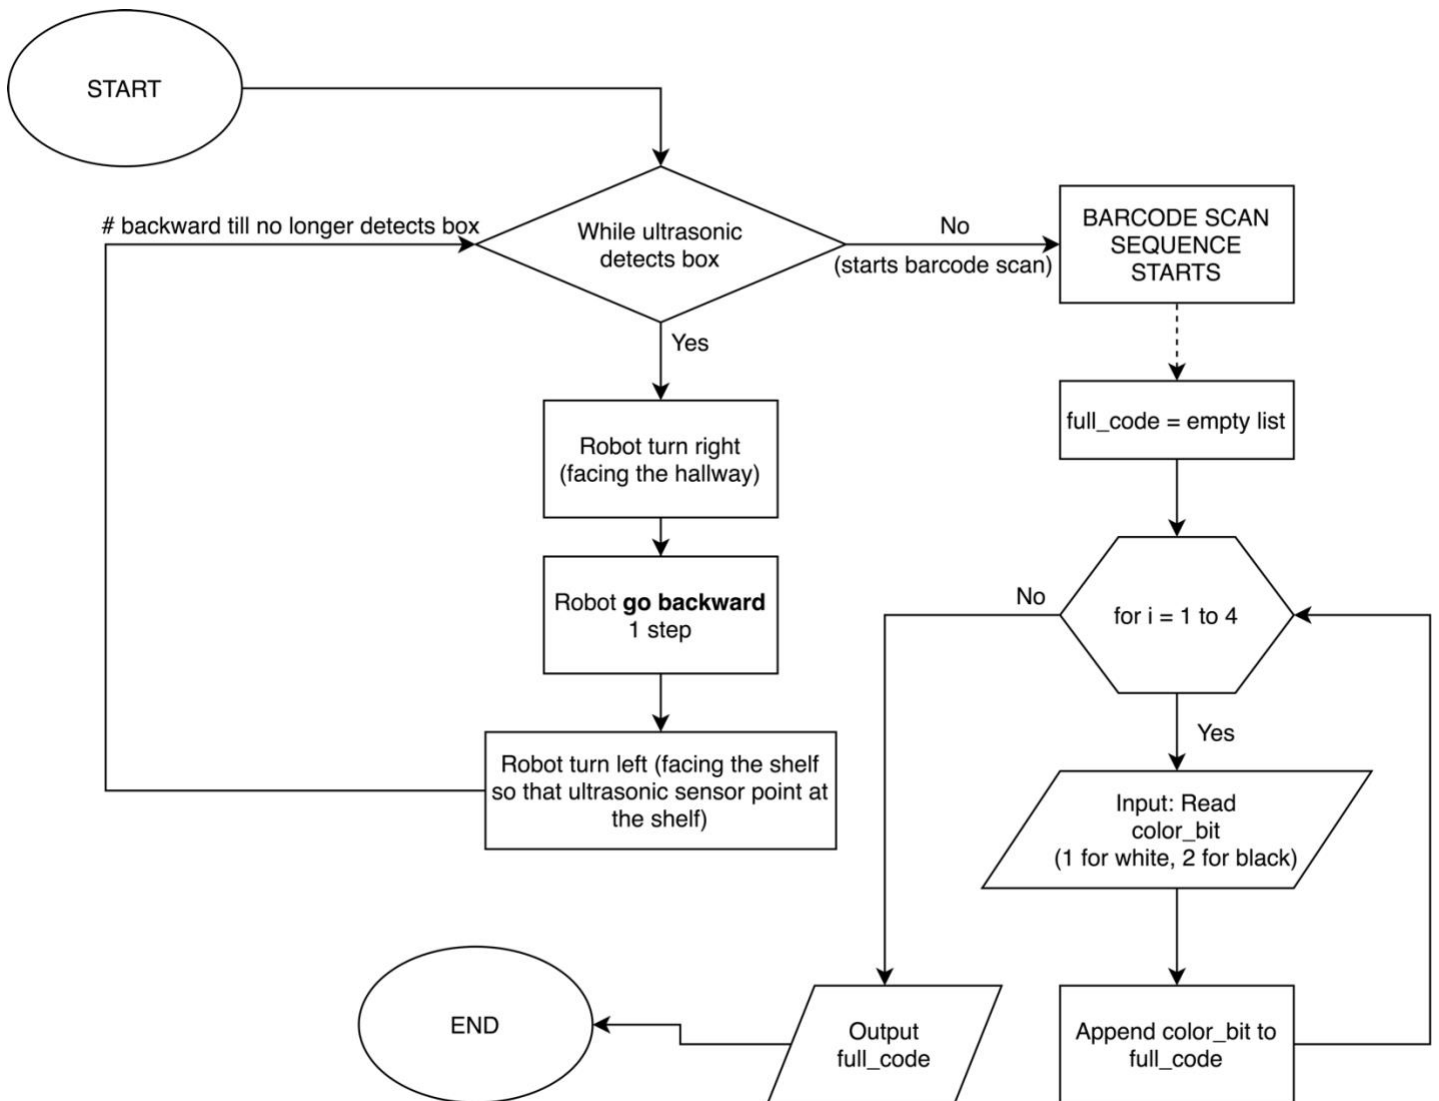 START
# backward till no longer detects box
While ultrasonic
detects box
No
(starts barcode scan)
BARCODE SCAN
SEQUENCE
STARTS
Yes
full_code = empty list
Robot turn right
(facing the hallway)
Robot go backward
1 step
No
for i = 1 to 4
Yes
Robot turn left (facing the shelf
so that ultrasonic sensor point at
the shelf)
Input: Read
color_bit
(1 for white, 2 for black)
END
Output
full_code
Append color_bit to
full_code